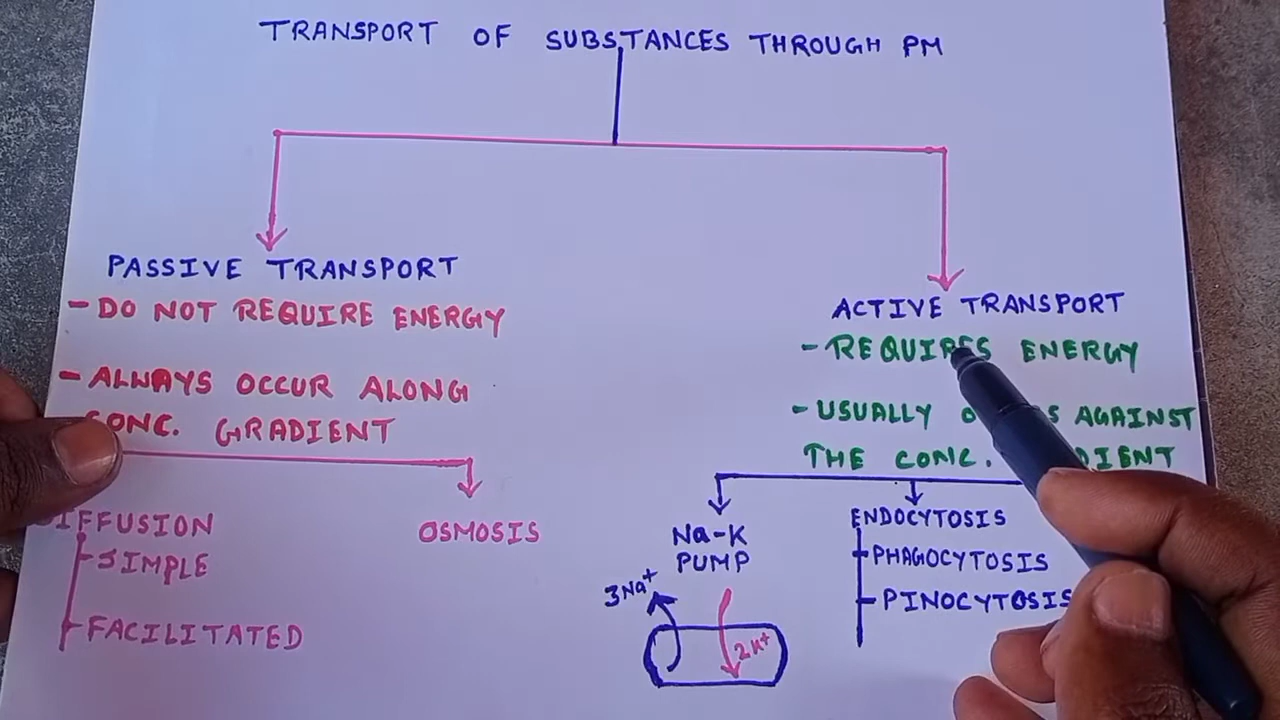 TRANSPORT OF SUBSTANCES THROUGH PM
PASSIVE TRANSPORT
- DO NOT REQUIRE ENERGY
- ALWAYS OCCUR ALONG
CONC. GRADIENT
DIFFUSION
SIMPLE
FACILITATED
OSMOSIS
ACTIVE TRANSPORT
- REQUIRES ENERGY
- USUALLY AGAINST
THE CONC.
Na-K
PUMP
3Na+
2K+
ENDOCYTOSIS
PHAGOCYTOSIS
PINOCYTOSIS